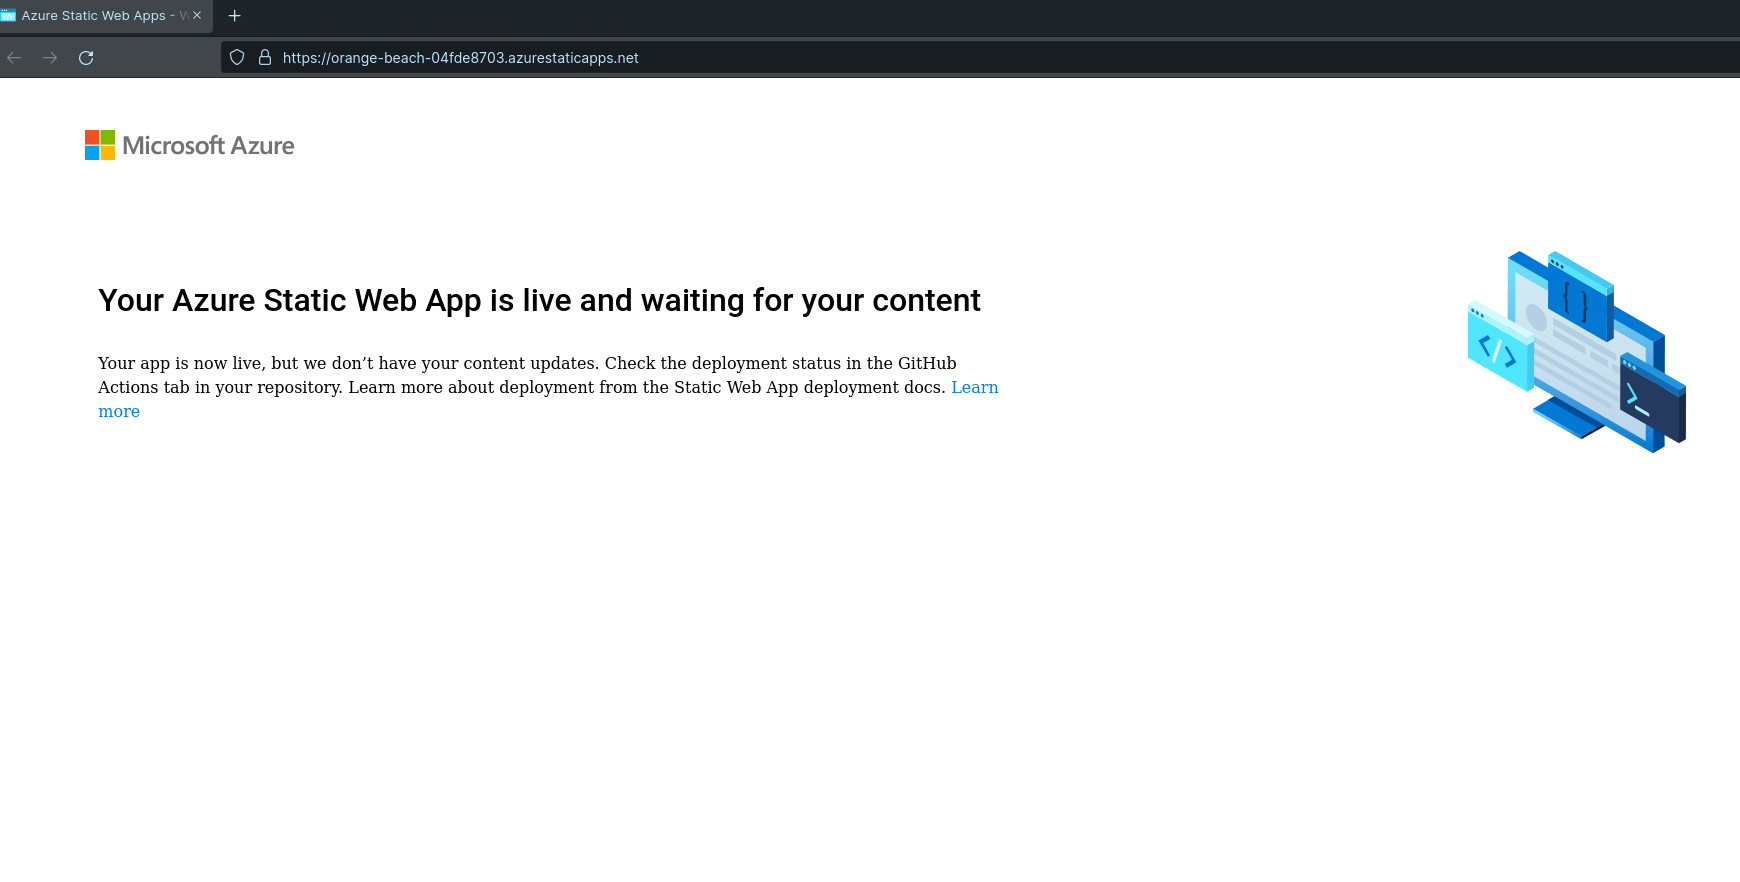 Azure Static Web Apps - W
https://orange-beach-04fde8703.azurestaticapps.net
Microsoft Azure
Your Azure Static Web App is live and waiting for your content
Your app is now live, but we don’t have your content updates. Check the deployment status in the GitHub
Actions tab in your repository. Learn more about deployment from the Static Web App deployment docs. Learn
more